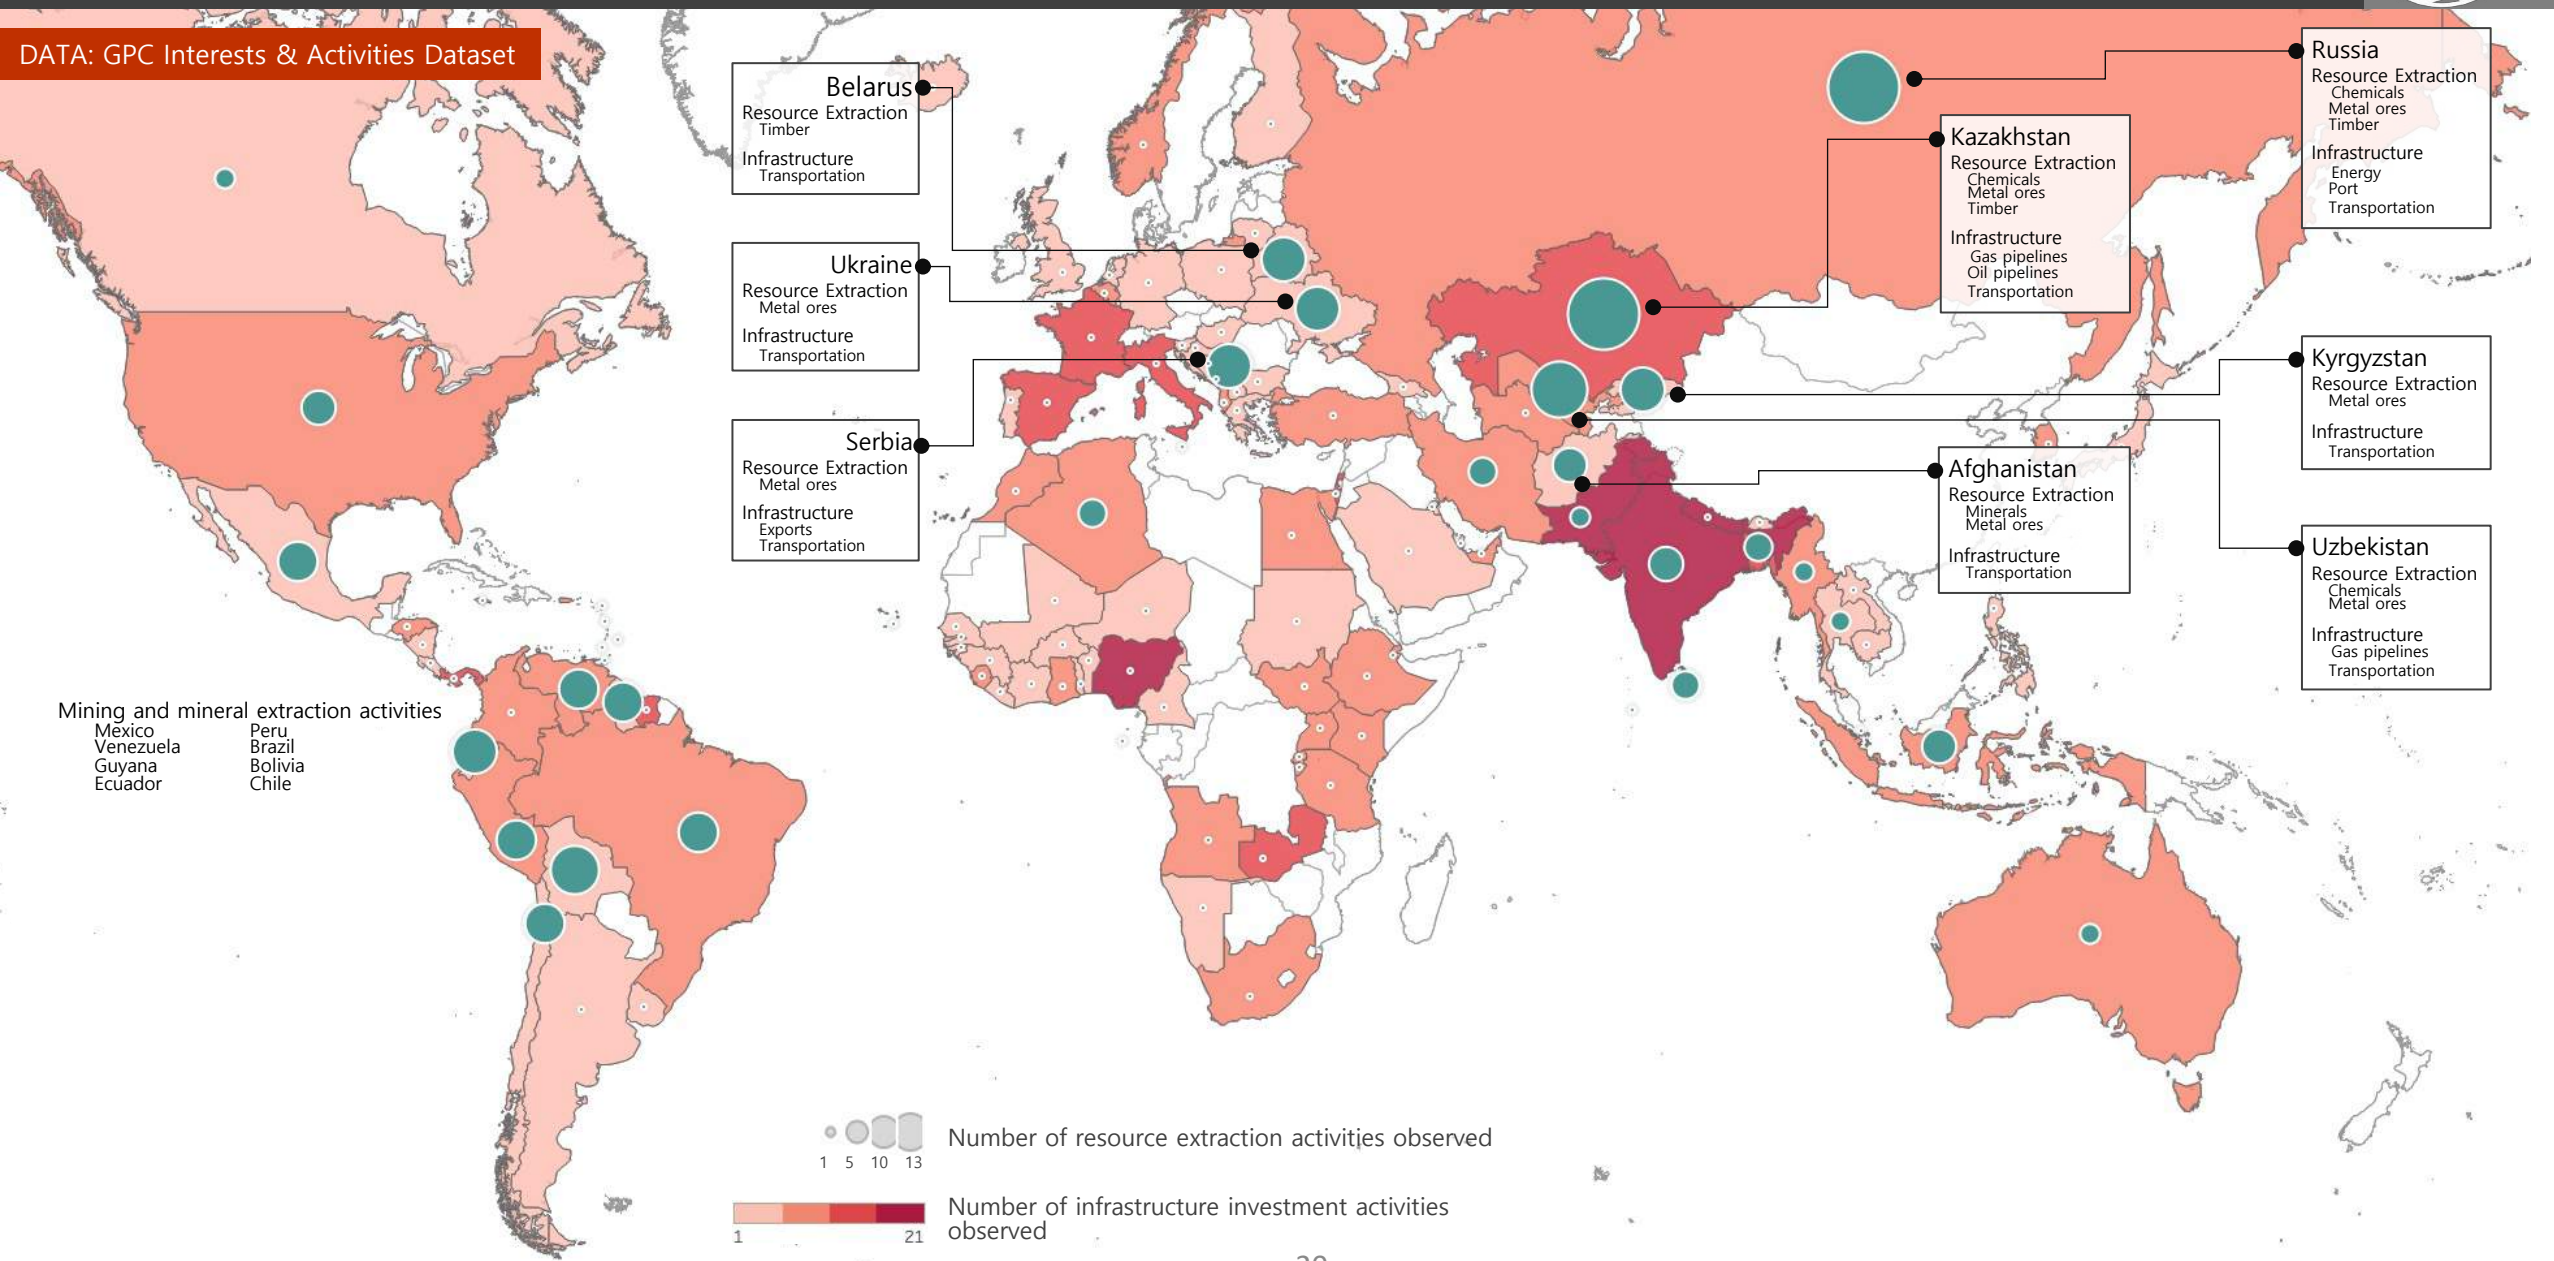 DATA: GPC Interests & Activities Dataset
Belarus
Resource Extraction
Timber
Infrastructure
Transportation
Ukraine
Resource Extraction
Metal ores
Infrastructure
Transportation
Serbia
Resource Extraction
Metal ores
Infrastructure
Exports
Transportation
Russia
Resource Extraction
Chemicals
Metal ores
Timber
Infrastructure
Energy
Port
Transportation
Kazakhstan
Resource Extraction
Chemicals
Metal ores
Timber
Infrastructure
Gas pipelines
Oil pipelines
Transportation
Kyrgyzstan
Resource Extraction
Metal ores
Infrastructure
Transportation
Afghanistan
Resource Extraction
Minerals
Metal ores
Infrastructure
Transportation
Uzbekistan
Resource Extraction
Chemicals
Metal ores
Infrastructure
Gas pipelines
Transportation
Mining and mineral extraction activities
Mexico Peru
Venezuela Brazil
Guyana Bolivia
Ecuador Chile
Number of resource extraction activities observed
1 5 10 13
Number of infrastructure investment activities
observed
1 21